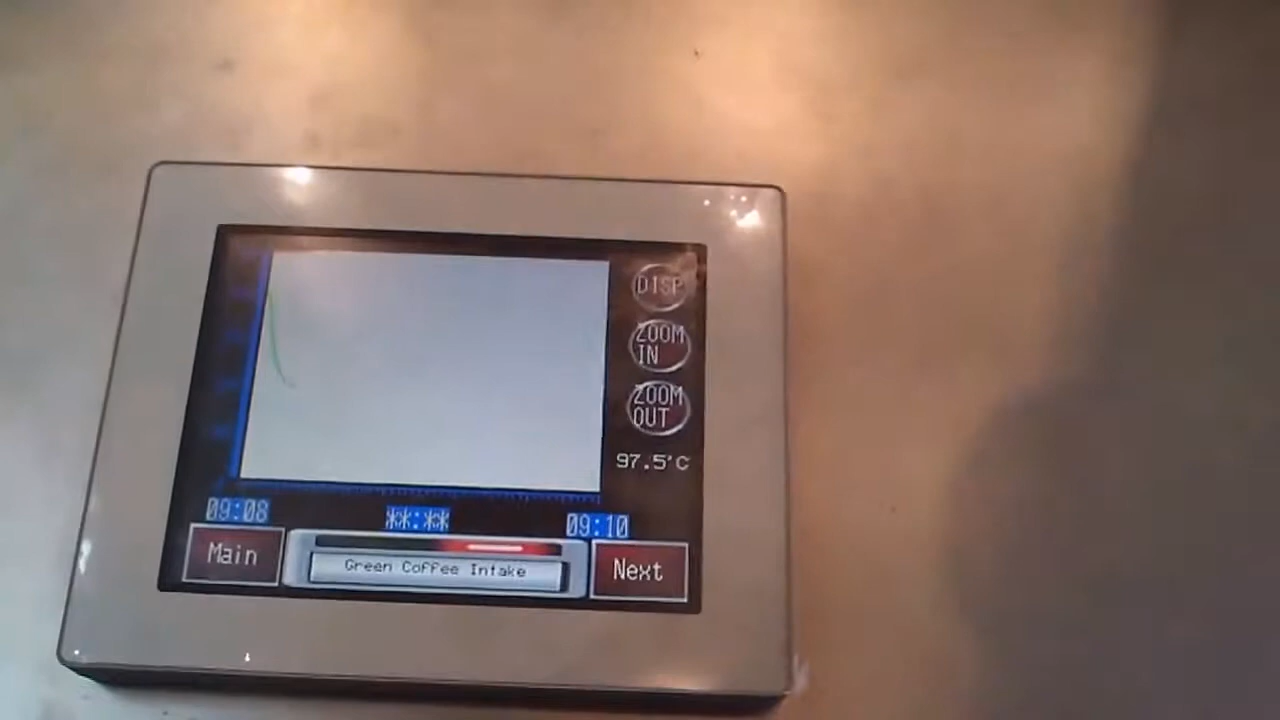 DISP
ZOOM
IN
ZOOM
OUT
97.5°C
09:08
**:**
09:10
Main
Green Coffee Intake
Next